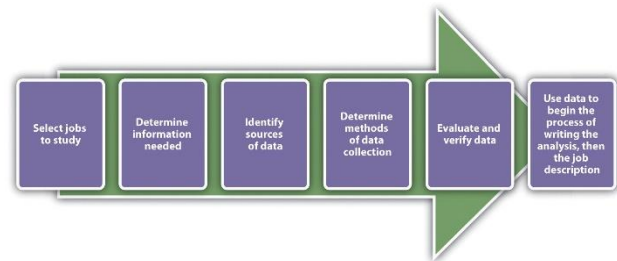 Select jobs
to study
Determine
information
needed
Identify
sources
of data
Determine
methods
of data
collection
Evaluate and
verify data
Use data to
begin the
process of
writing the
analysis, then
the job
description